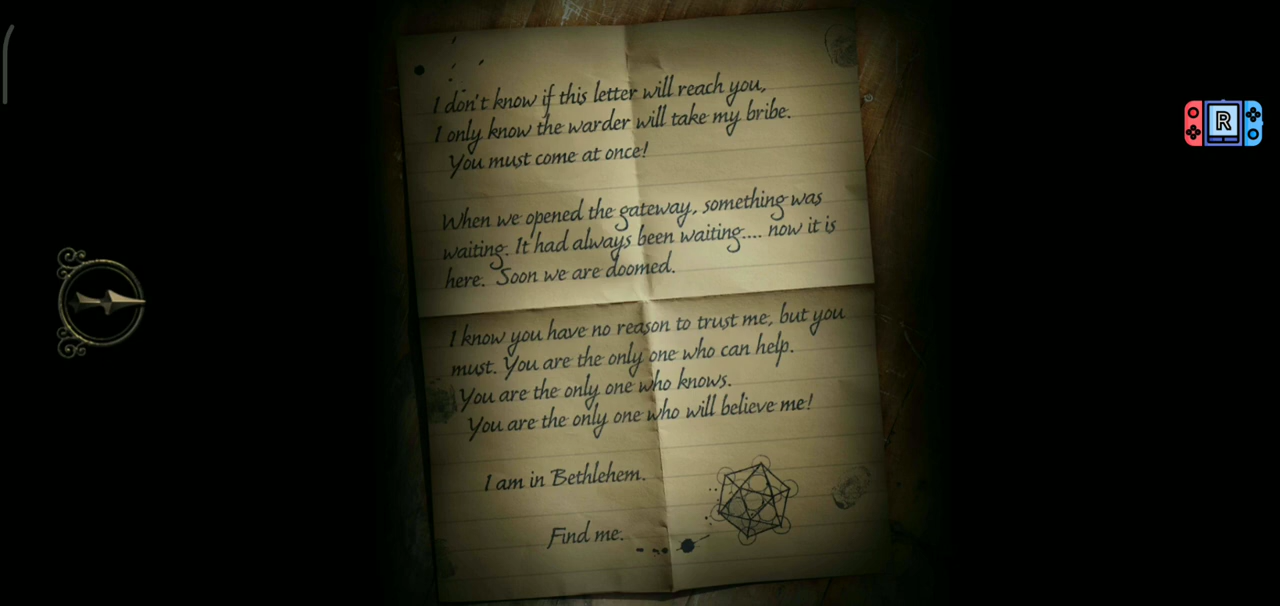 I don't know if this letter will reach you,
I only know the warder will take my bribe.
You must come at once!
When we opened the gateway, something was
waiting. It had always been waiting.... now it is
here. Soon we are doomed.
I know you have no reason to trust me, but you
must. You are the only one who can help.
You are the only one who knows.
You are the only one who will believe me!
I am in Bethlehem.
Find me.
R